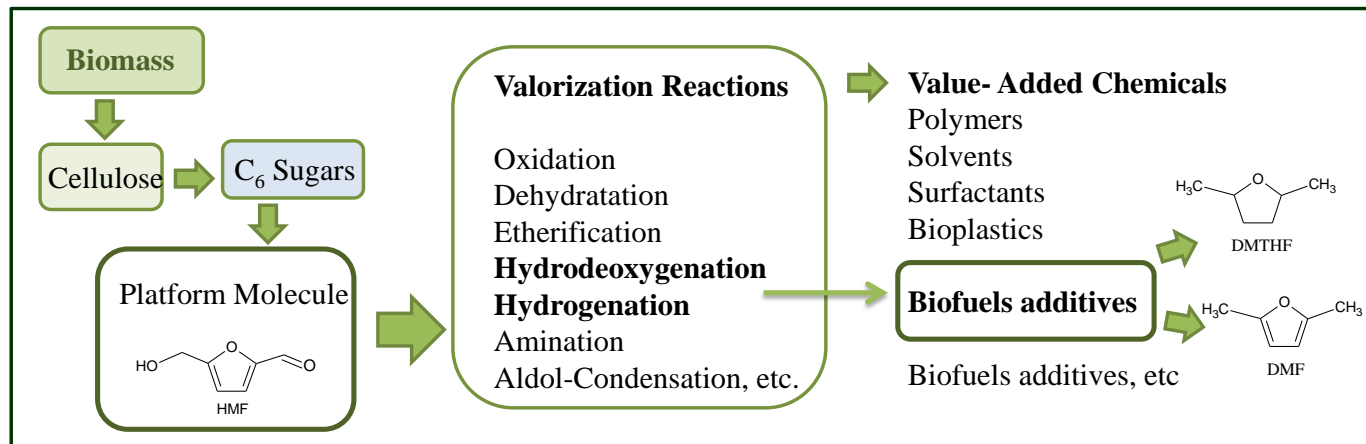 Biomass
Cellulose
C₆ Sugars
Platform Molecule
HO
O
O
HMF
Valorization Reactions
Oxidation
Dehydratation
Etherification
Hydrodeoxygenation
Hydrogenation
Amination
Aldol-Condensation, etc.
Value- Added Chemicals
Polymers
Solvents
Surfactants
Bioplastics
Biofuels additives
Biofuels additives, etc
H₃C
O
CH₃
DMTHF
H₃C
O
CH₃
DMF